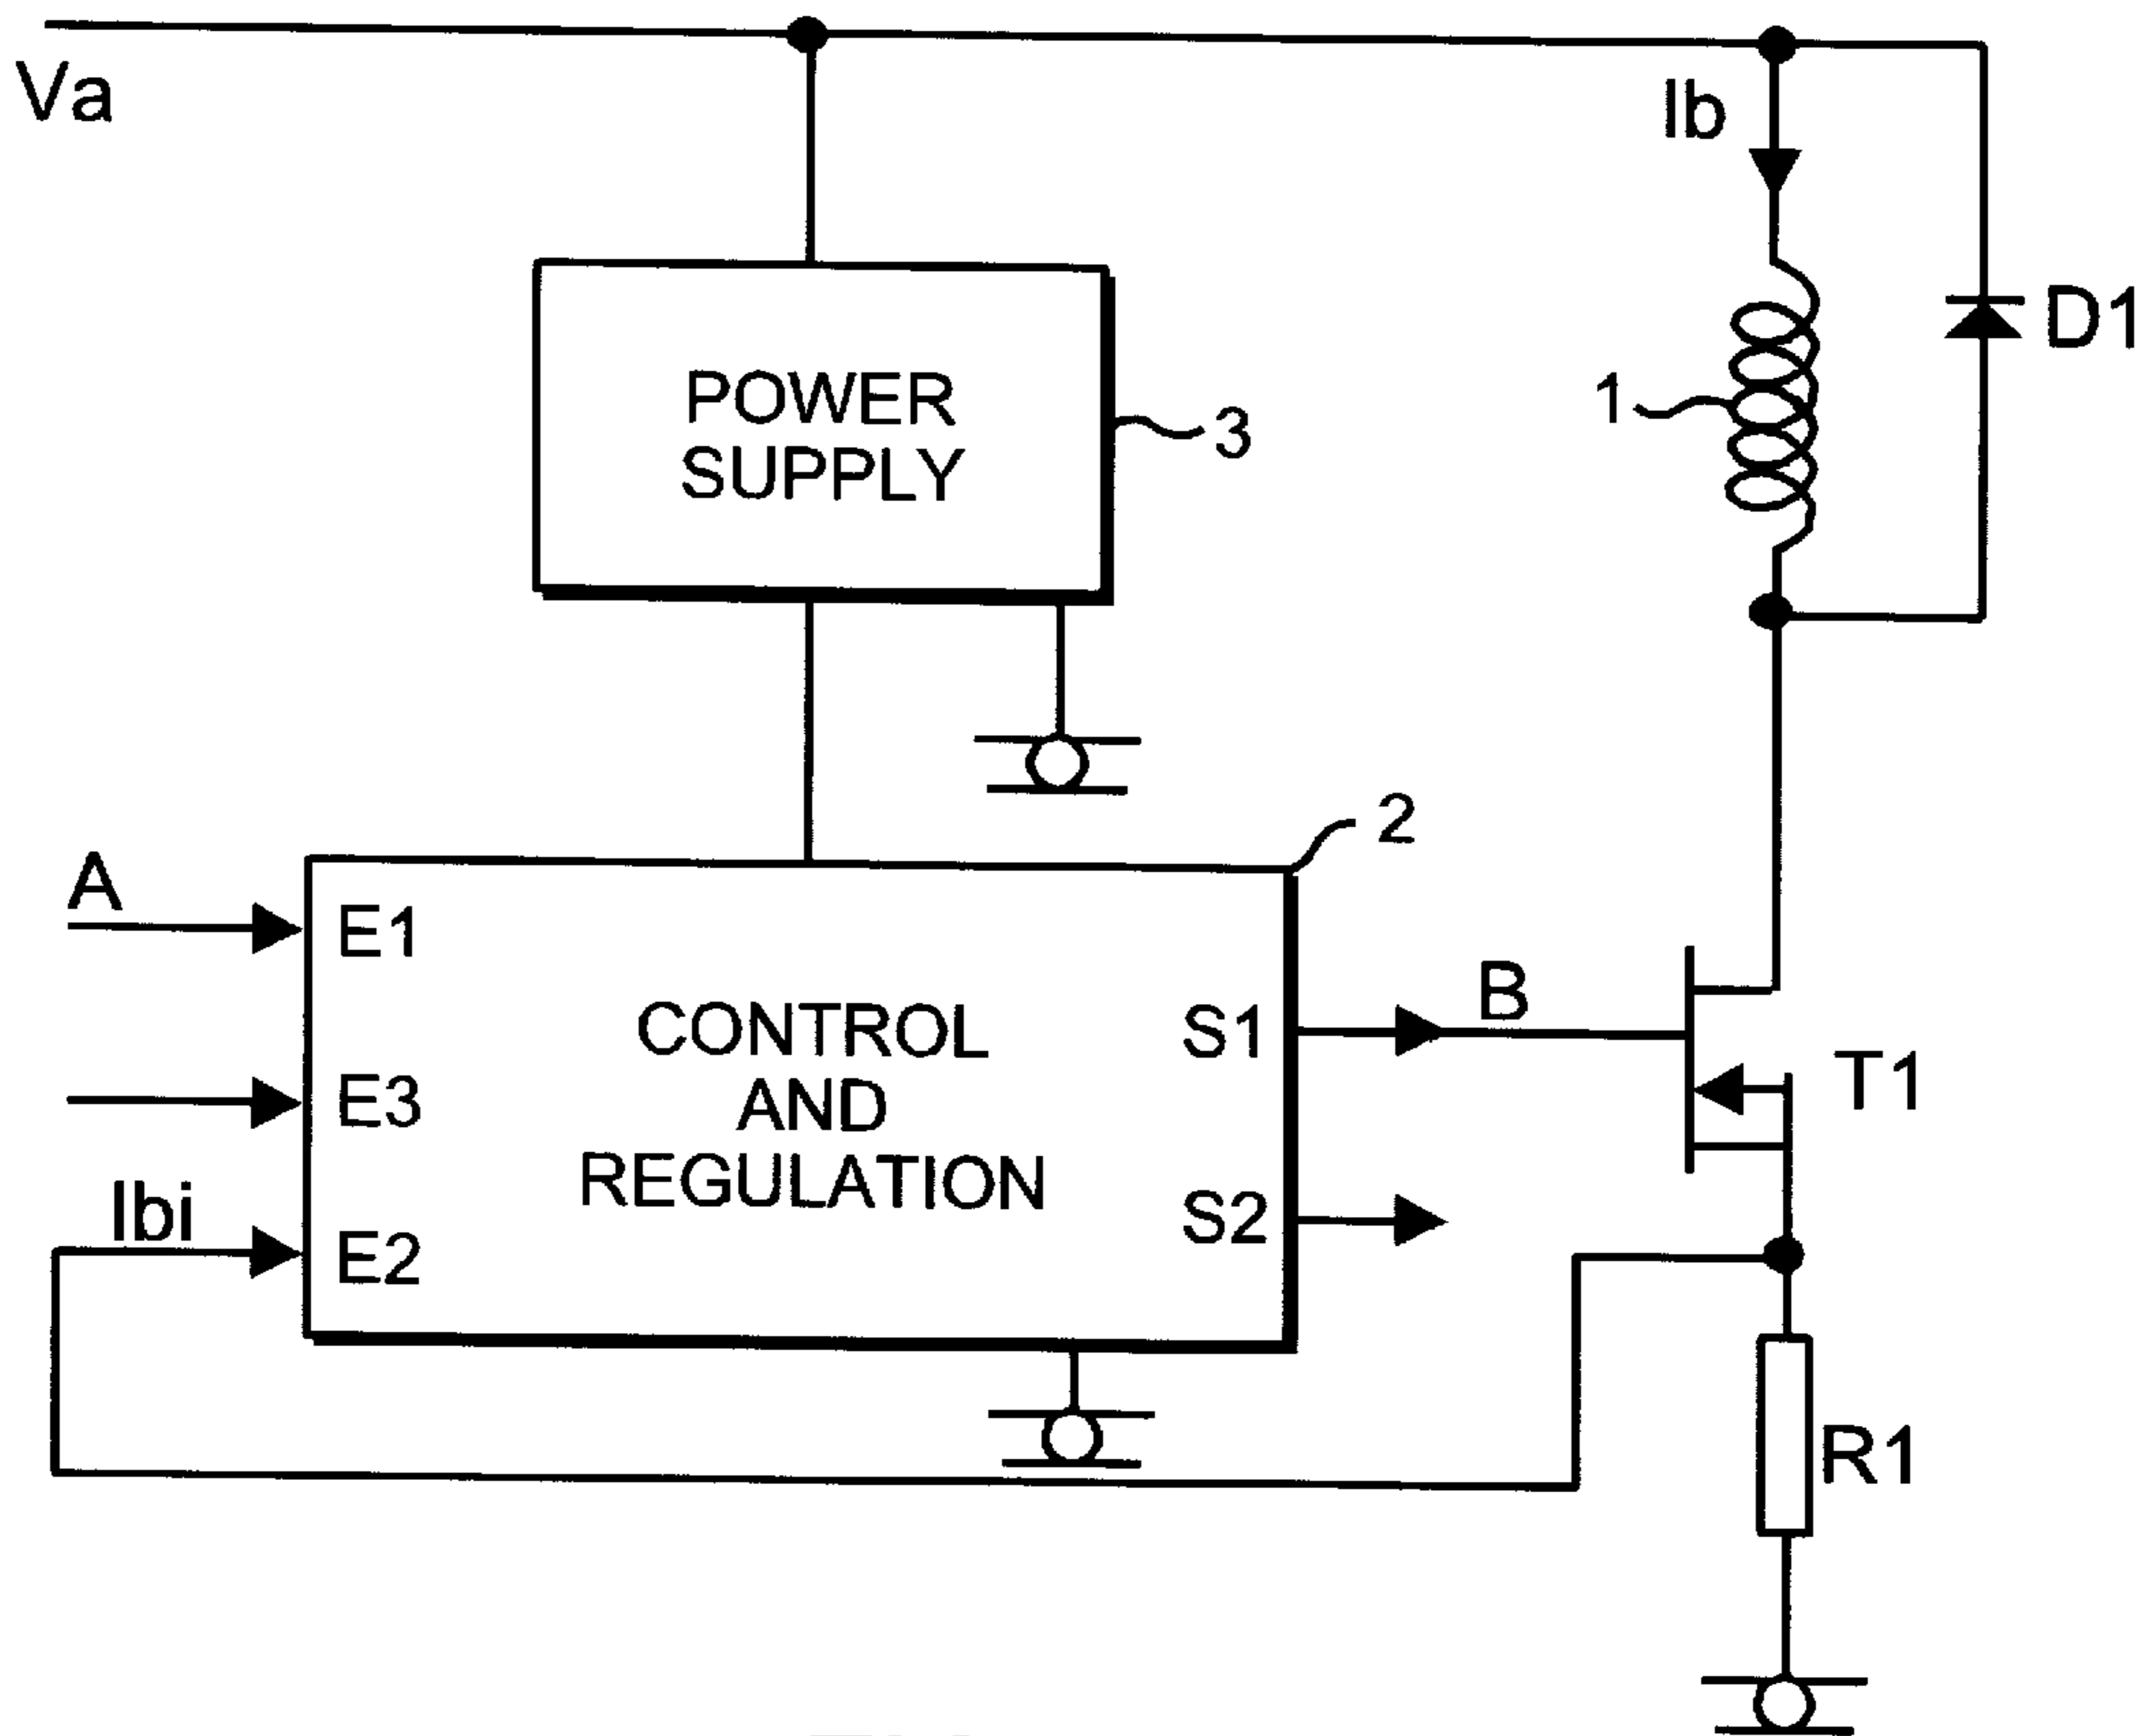 Va
Ib
D1
1
POWER
SUPPLY
3
2
A
E1
CONTROL
AND
REGULATION
S1
B
E3
T1
Ibi
E2
S2
R1